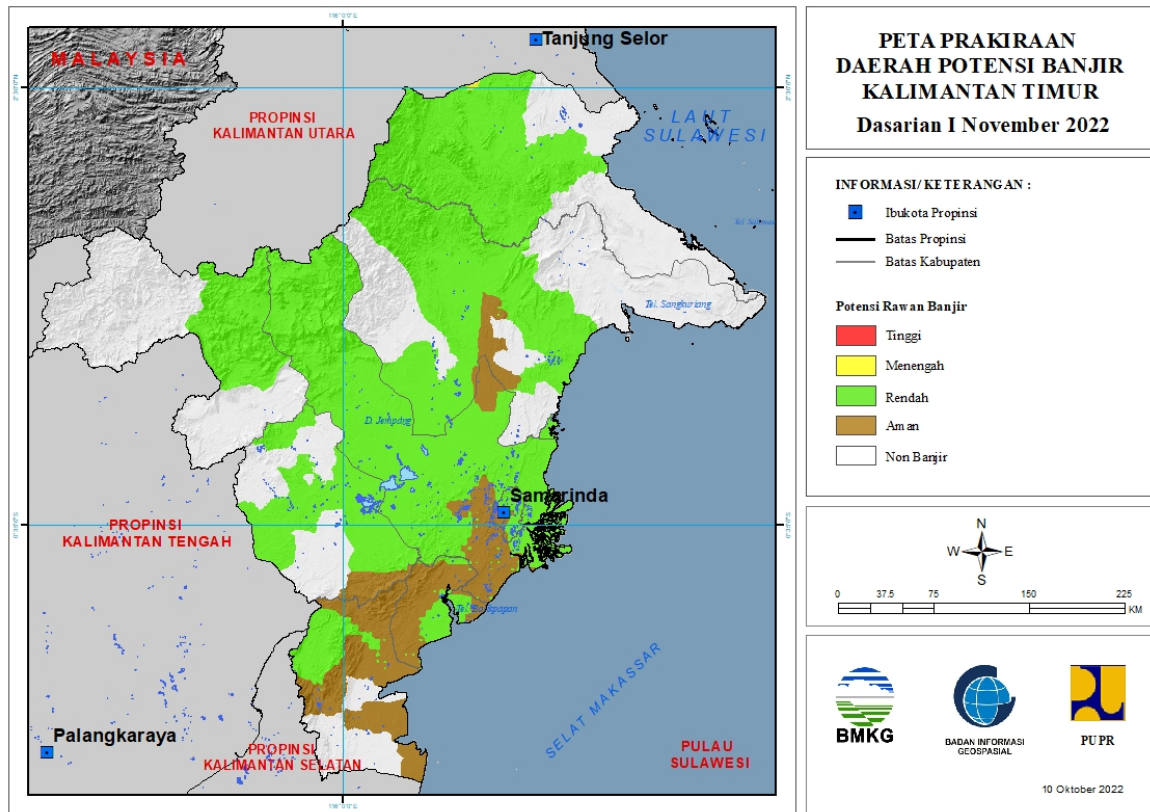 Tanjung Selor
MALAYSIA
PROPINSI
KALIMANTAN UTARA
LAUT
SULAWESI
Tel. Sangkuriang
D. Jempang
Samarinda
PROPINSI
KALIMANTAN TENGAH
Tel. Balikpapan
SELAT MAKASSAR
Palangkaraya
PROPINSI
KALIMANTAN SELATAN
PULAU
SULAWESI
PETA PRAKIRAAN
DAERAH POTENSI BANJIR
KALIMANTAN TIMUR
Dasarian I November 2022
INFORMASI/ KETERANGAN :
Ibukota Propinsi
Batas Propinsi
Batas Kabupaten
Potensi Rawan Banjir
Tinggi
Menengah
Rendah
Aman
Non Banjir
N
W E
S
0 37.5 75 150 225
KM
BMKG
BADAN INFORMASI
GEOSPASIAL
PUPR
10 Oktober 2022